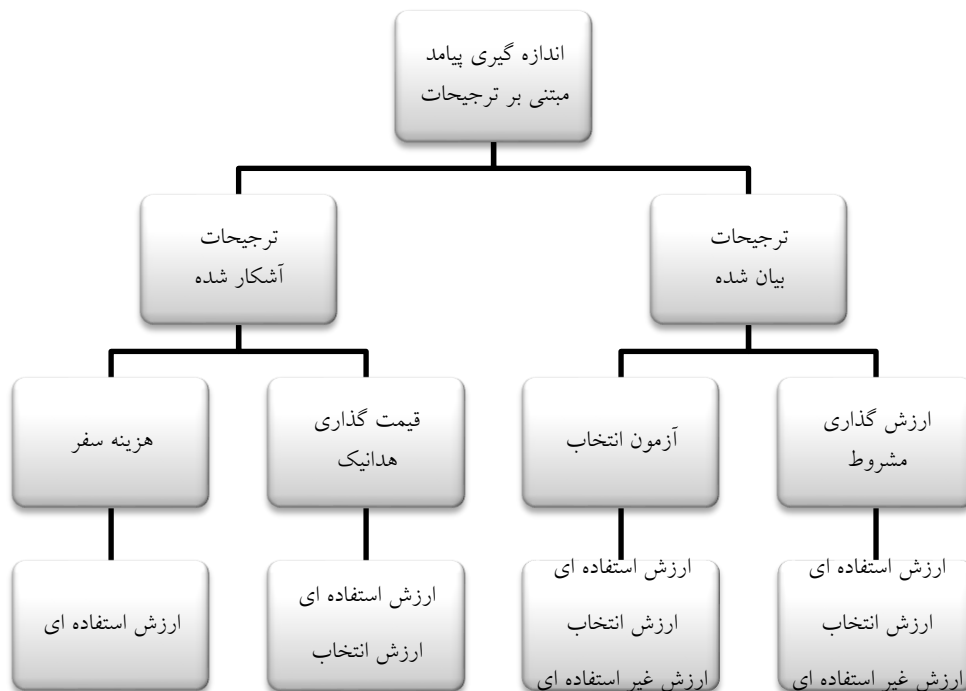 اندازه گیری پیامد
مبتنی بر ترجیحات
ترجیحات
بیان شده
ترجیحات
آشکار شده
ارزش گذاری
مشروط
آزمون انتخاب
قیمت گذاری
هدانیک
هزینه سفر
ارزش استفاده ای
ارزش انتخاب
ارزش غیر استفاده ای
ارزش استفاده ای
ارزش انتخاب
ارزش غیر استفاده ای
ارزش استفاده ای
ارزش انتخاب
ارزش استفاده ای